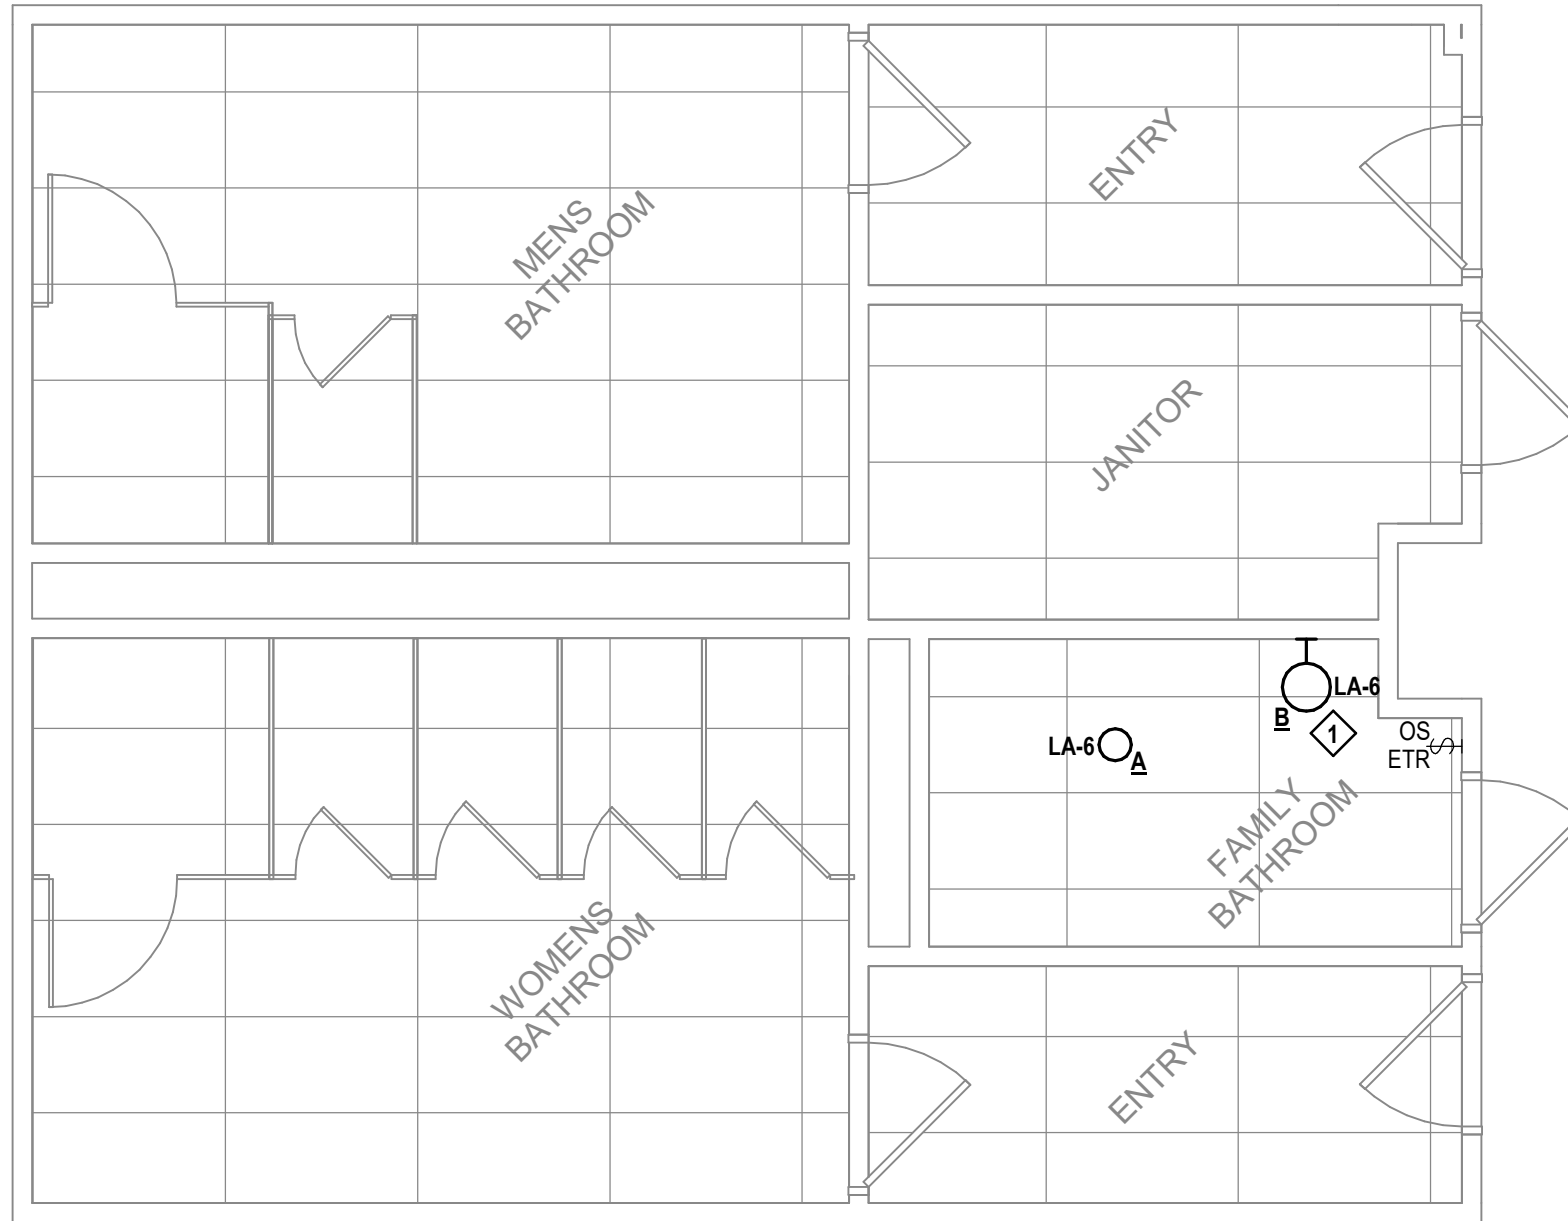 MENS
BATHROOM
ENTRY
JANITOR
LA-6
B
1
LA-6
A
OS
ETR
$
FAMILY
BATHROOM
WOMENS
BATHROOM
ENTRY